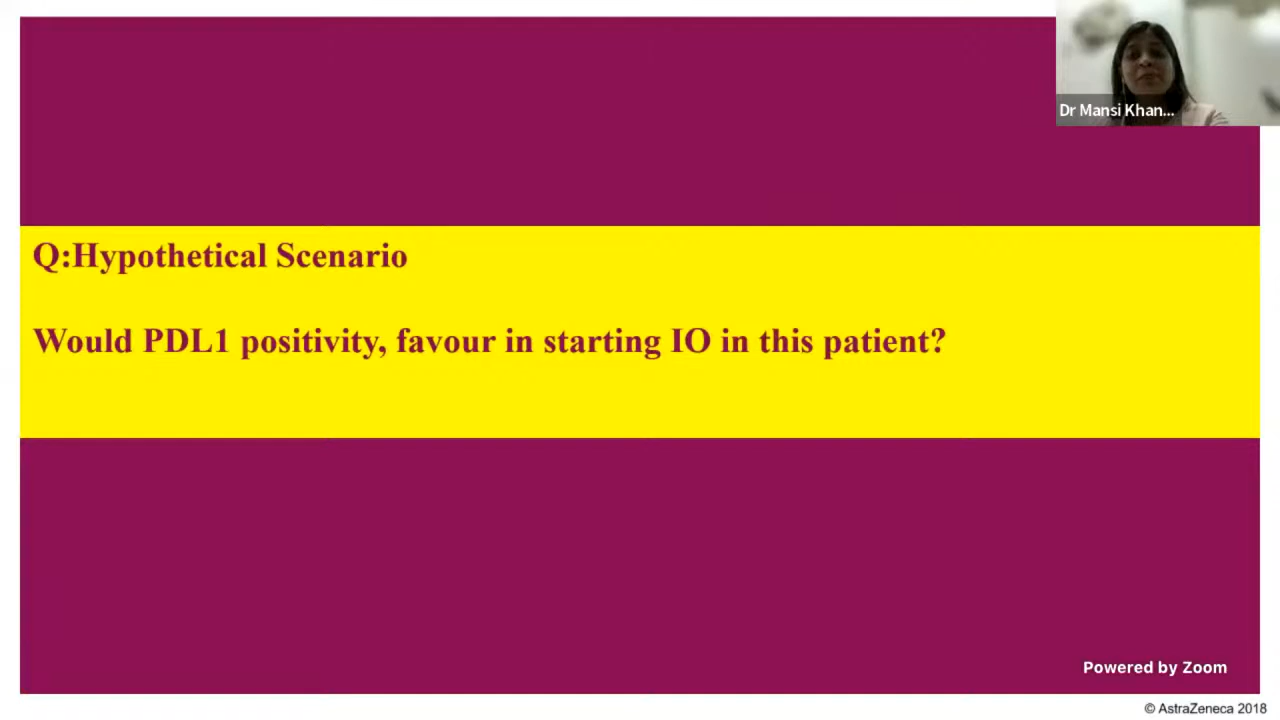 Dr Mansi Khan...
Q:Hypothetical Scenario
Would PDL1 positivity, favour in starting IO in this patient?
Powered by Zoom
© AstraZeneca 2018